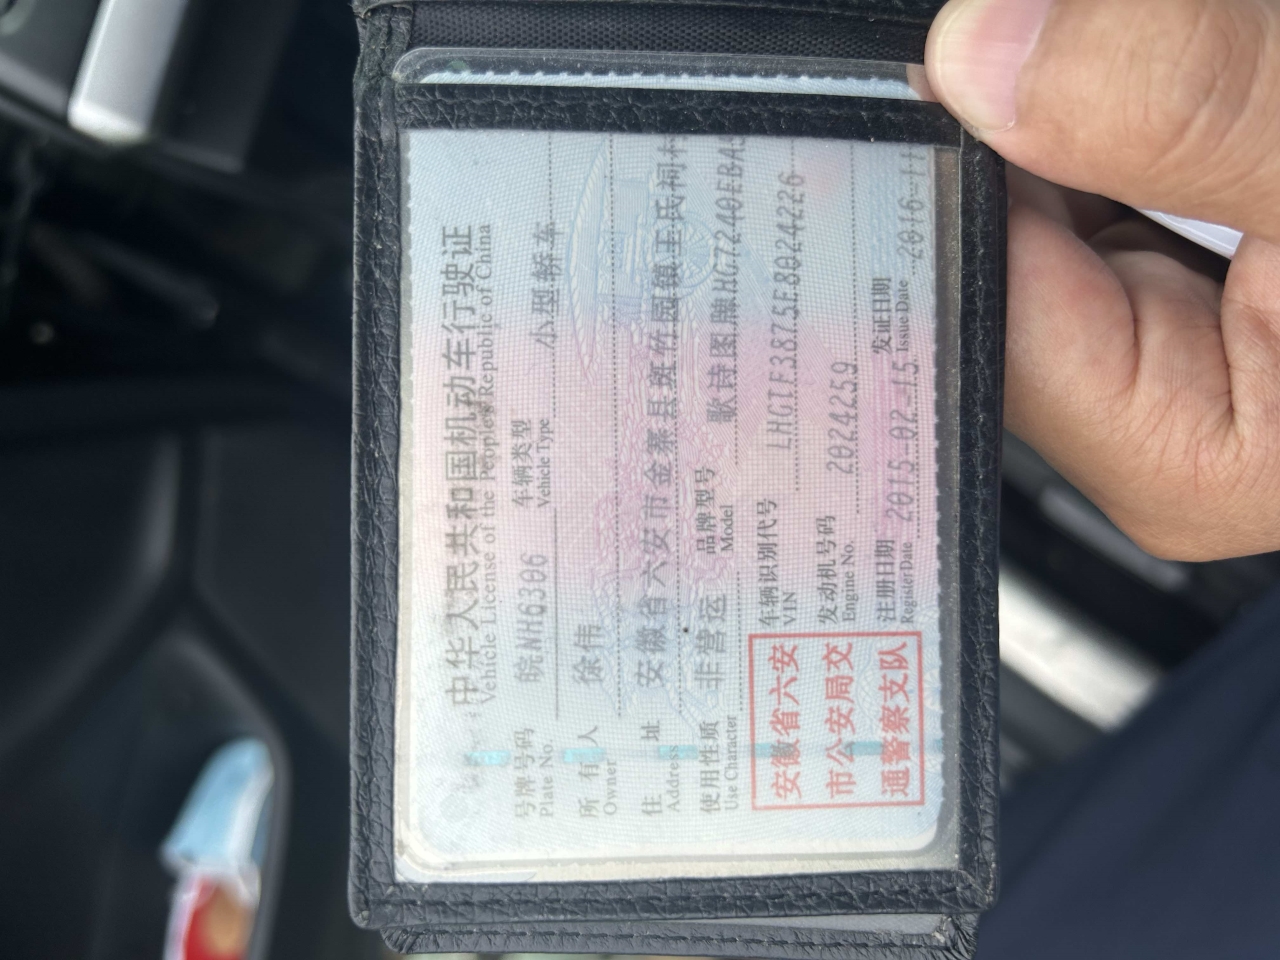 中华人民共和国机动车行驶证
Vehicle License of the People's Republic of China
号牌号码 皖NH6306 车辆类型 小型轿车
Plate No. Vehicle Type
所有人 徐伟
Owner
住址 安徽省六安市金寨县斑竹园镇王氏祠村
Address
使用性质 非营运 品牌型号 歌诗图牌HG7240EBA5
Use Character Model
车辆识别代号 LHGTF3875F8024226
VIN
发动机号码 2024259
Engine No.
注册日期 2015-02-15 发证日期 2016-11
Register Date Issue Date
安徽省六安
市公安局交
通警察支队